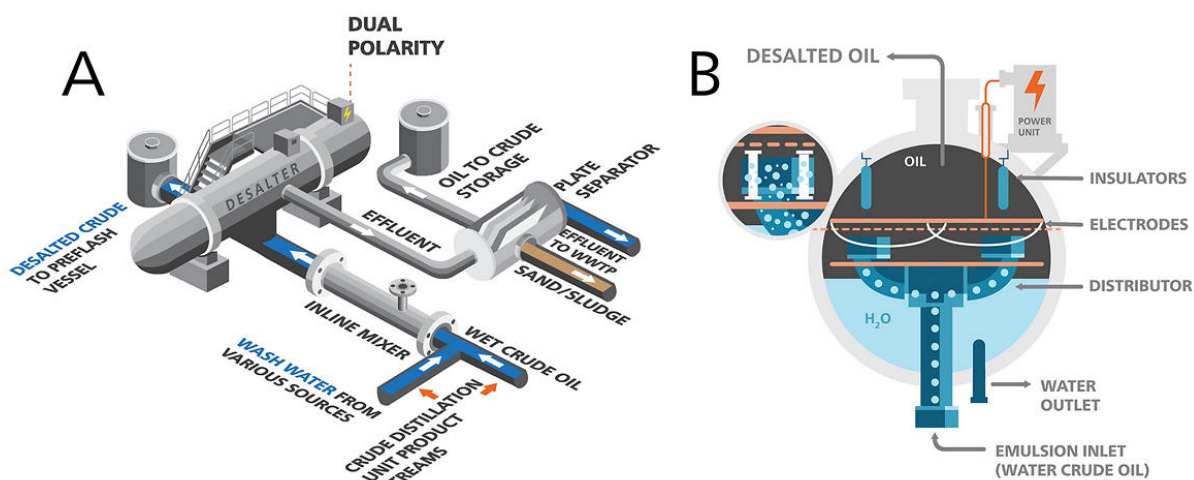 A
DUAL
POLARITY
DESALTER
DESALTED CRUDE
TO PREFLASH
VESSEL
OIL TO CRUDE
STORAGE
PLATE
SEPARATOR
EFFLUENT
EFFLUENT
TO WWTP
SAND/SLUDGE
INLINE MIXER
WET CRUDE OIL
WASH WATER FROM
VARIOUS SOURCES
CRUDE DISTILLATION
UNIT PRODUCT
TREAMS
B
DESALTED OIL
POWER
UNIT
OIL
INSULATORS
ELECTRODES
DISTRIBUTOR
H₂O
WATER
OUTLET
EMULSION INLET
(WATER CRUDE OIL)